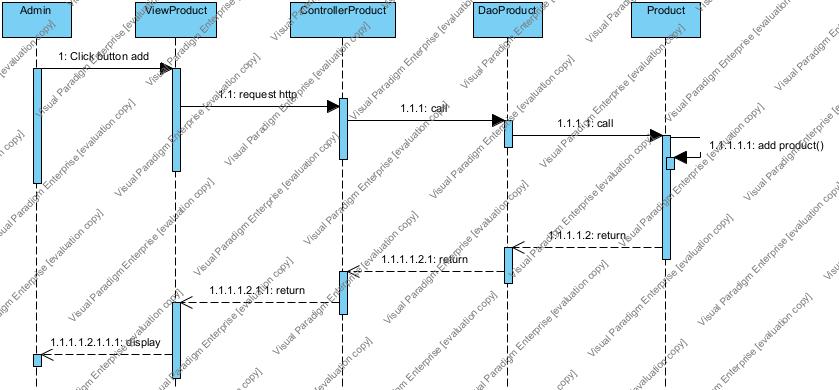 Admin
ViewProduct
ControllerProduct
DaoProduct
Product
1: Click button add
1.1: request http
1.1.1: call
1.1.1.1: call
1.1.1.1.1: add product()
1.1.1.1.2: return
1.1.1.1.2.1: return
1.1.1.1.2.1.1: return
1.1.1.1.2.1.1.1: display
Visual Paradigm Enterprise [evaluation copy]